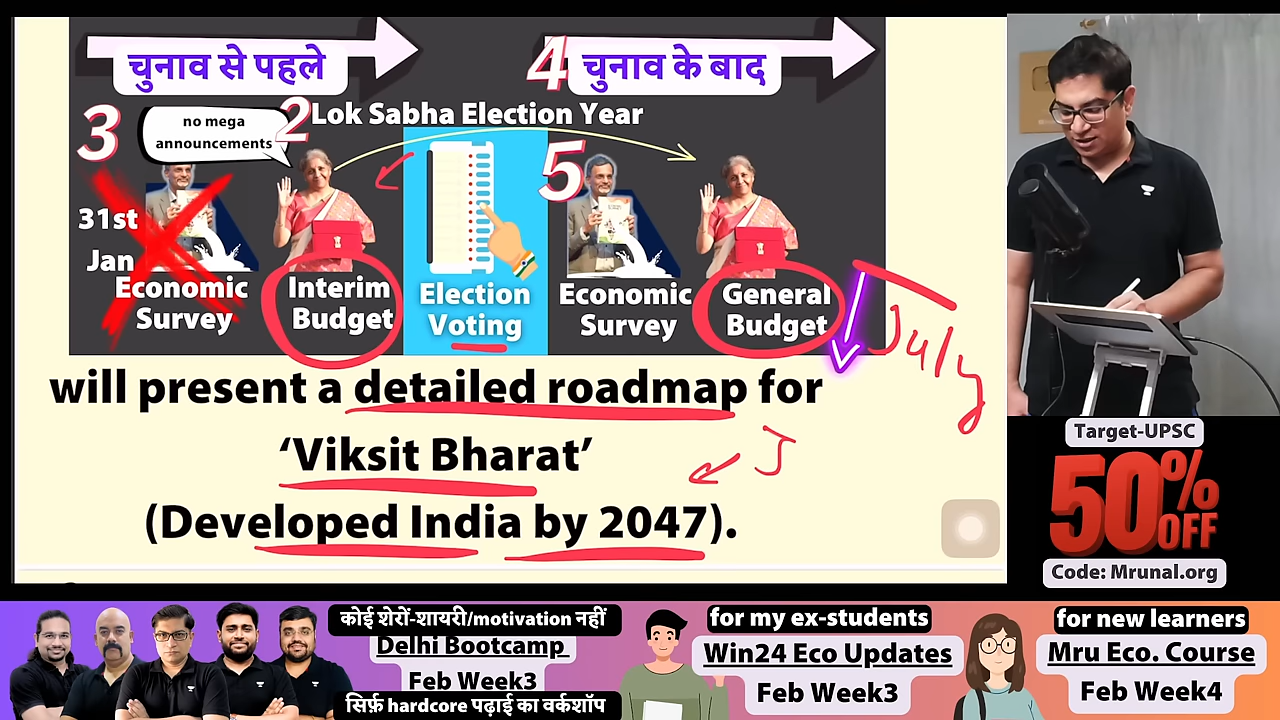 चुनाव से पहले
4 चुनाव के बाद
3
no mega
announcements
2
Lok Sabha Election Year
5
31st
Jan
Economic
Survey
Interim
Budget
Election
Voting
Economic
Survey
General
Budget
July
will present a detailed roadmap for
‘Viksit Bharat’
J
(Developed India by 2047).
Target-UPSC
50%
OFF
Code: Mrunal.org
कोई शेरों-शायरी/motivation नहीं
Delhi Bootcamp
Feb Week3
सिर्फ़ hardcore पढ़ाई का वर्कशॉप
for my ex-students
Win24 Eco Updates
Feb Week3
for new learners
Mru Eco. Course
Feb Week4